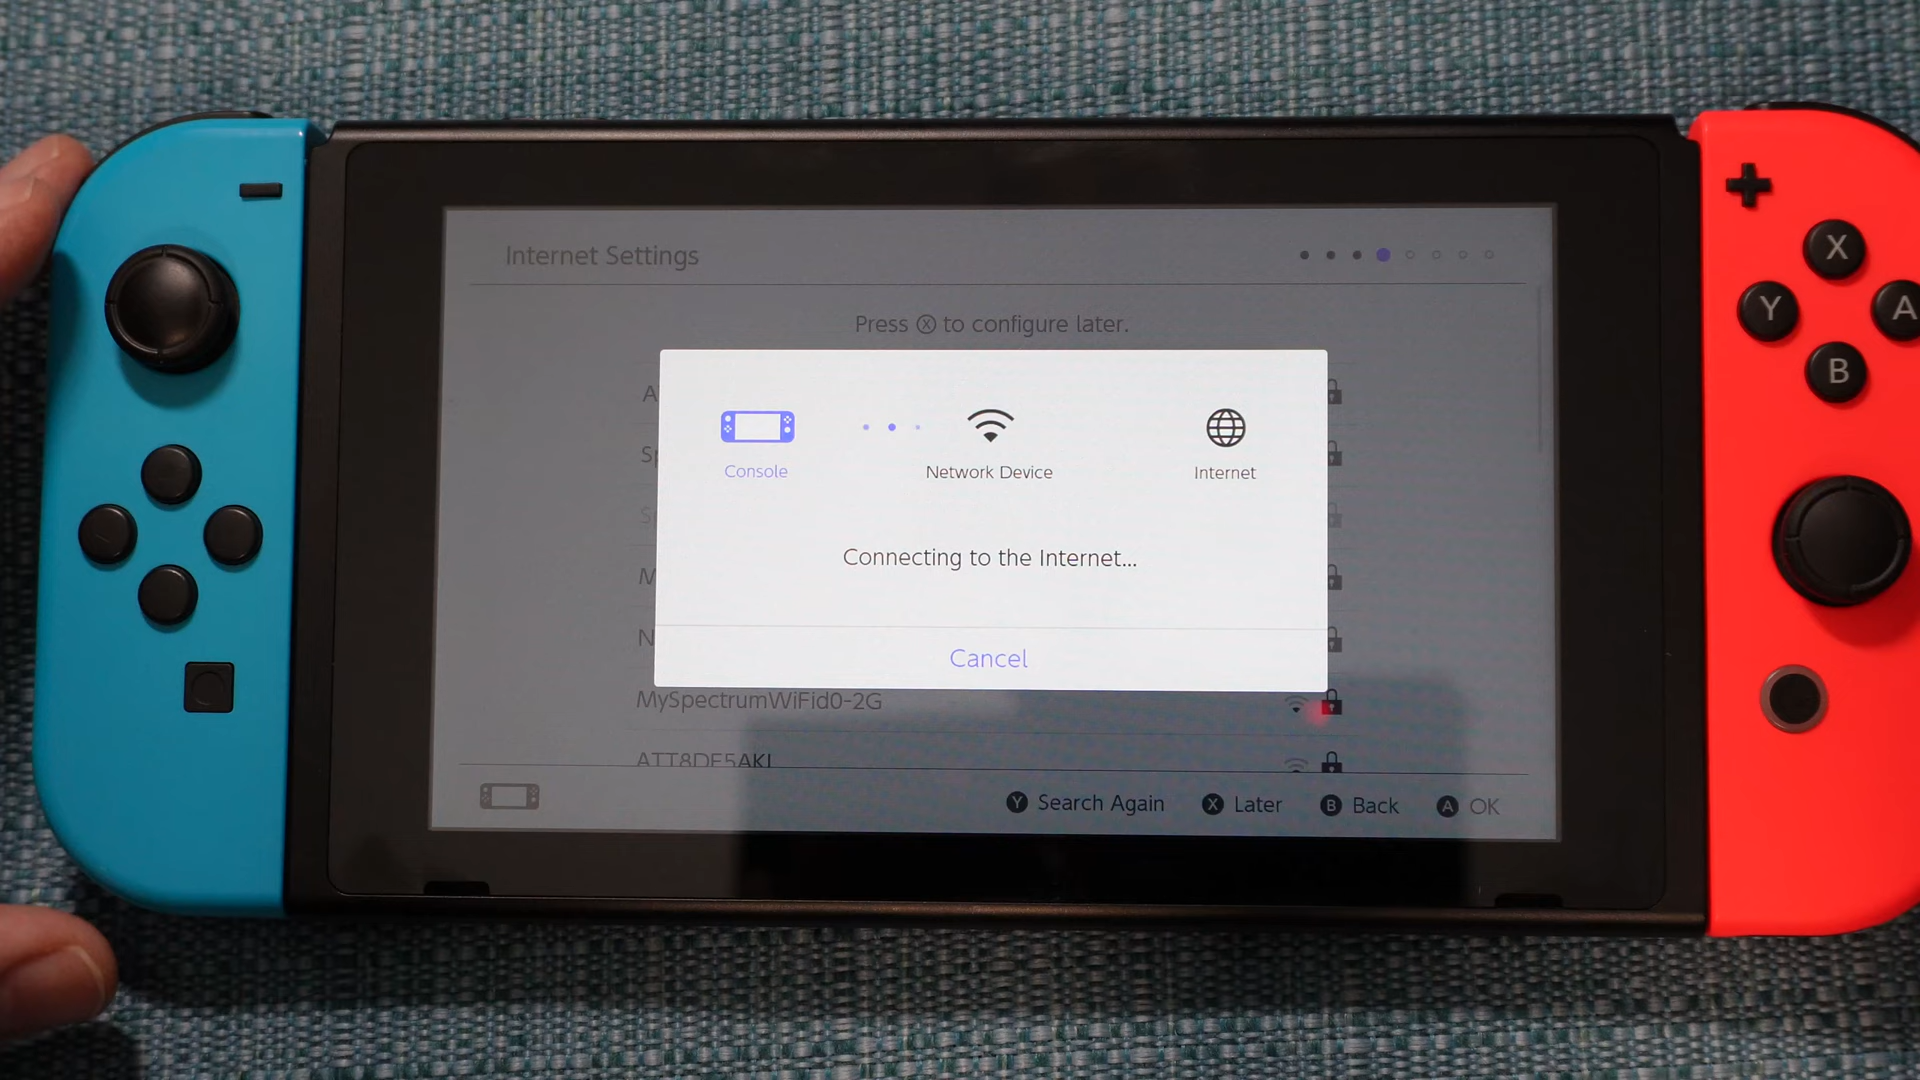 Internet Settings
Press Ⓧ to configure later.
Console
Network Device
Internet
Connecting to the Internet...
Cancel
MySpectrumWiFid0-2G
ATT8DF5AKI
Y Search Again X Later B Back A OK
X
Y
A
B